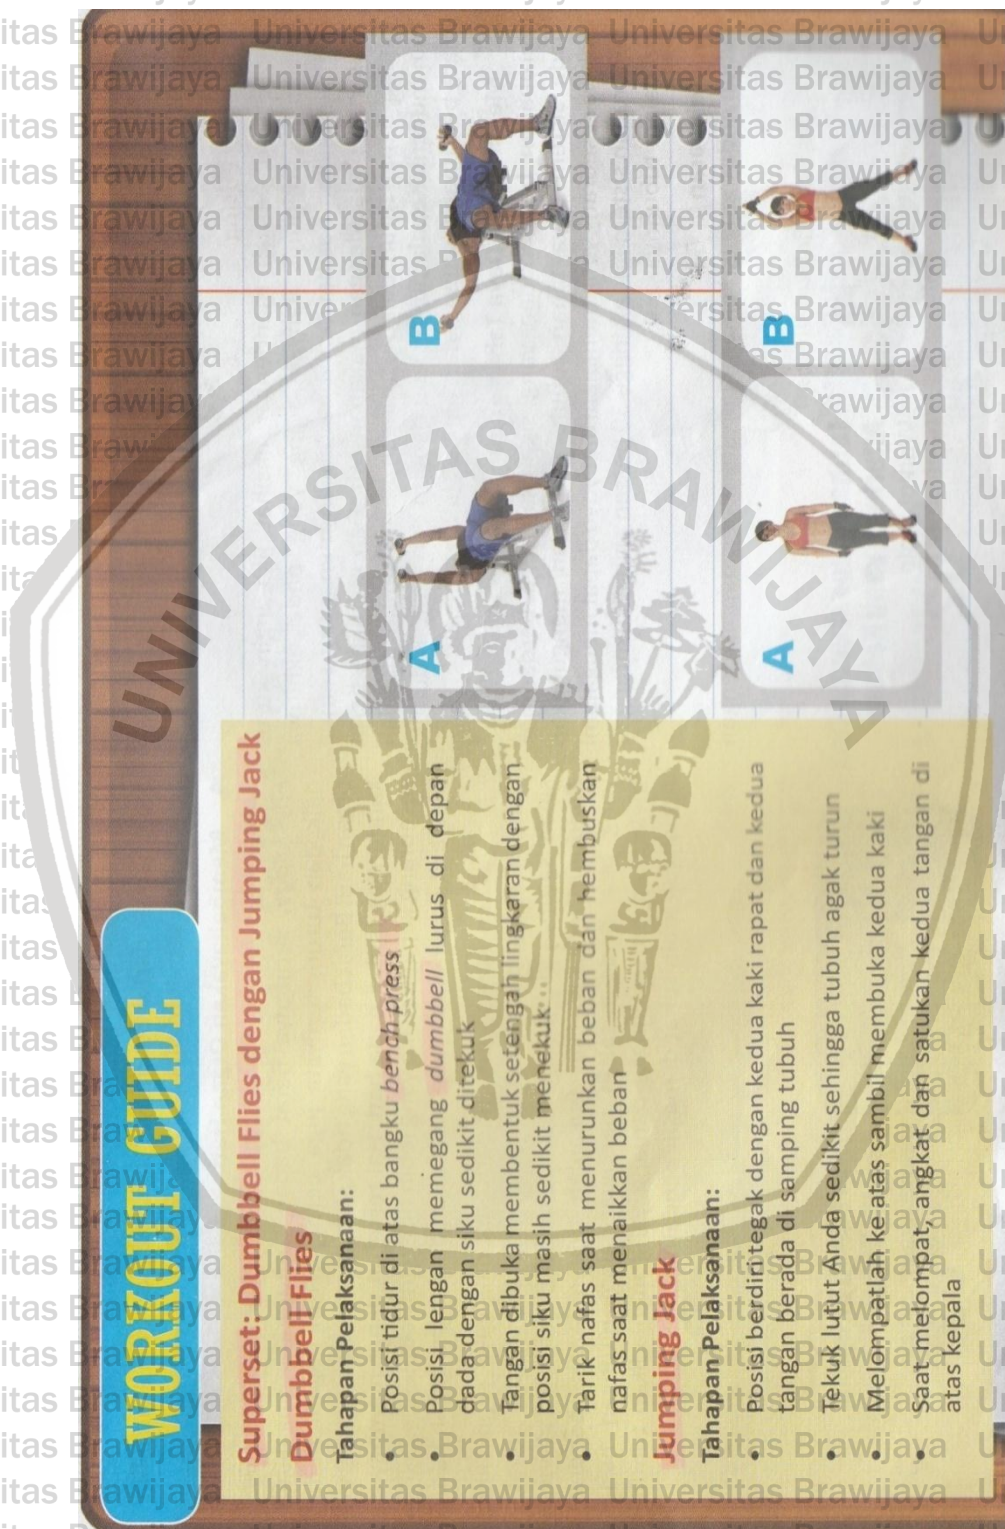 WORKOUT GUIDE
Superset: Dumbbell Flies dengan Jumping Jack
Dumbbell Flies
Tahapan Pelaksanaan:
• Posisi tidur di atas bangku bench press
• Posisi lengan memegang dumbbell lurus di depan
dada dengan siku sedikit ditekuk
• Tangan dibuka membentuk setengah lingkaran dengan
posisi siku masih sedikit menekuk
• Tarik nafas saat menurunkan beban dan hembuskan
nafas saat menaikkan beban
A
B
Jumping Jack
Tahapan Pelaksanaan:
• Posisi berdiri tegak dengan kedua kaki rapat dan kedua
tangan berada di samping tubuh
• Tekuk lutut Anda sedikit sehingga tubuh agak turun
• Melompatlah ke atas sambil membuka kedua kaki
• Saat melompat, angkat dan satukan kedua tangan di
atas kepala
A
B
UNIVERSITAS BRAWIJAYA
Universitas Brawijaya